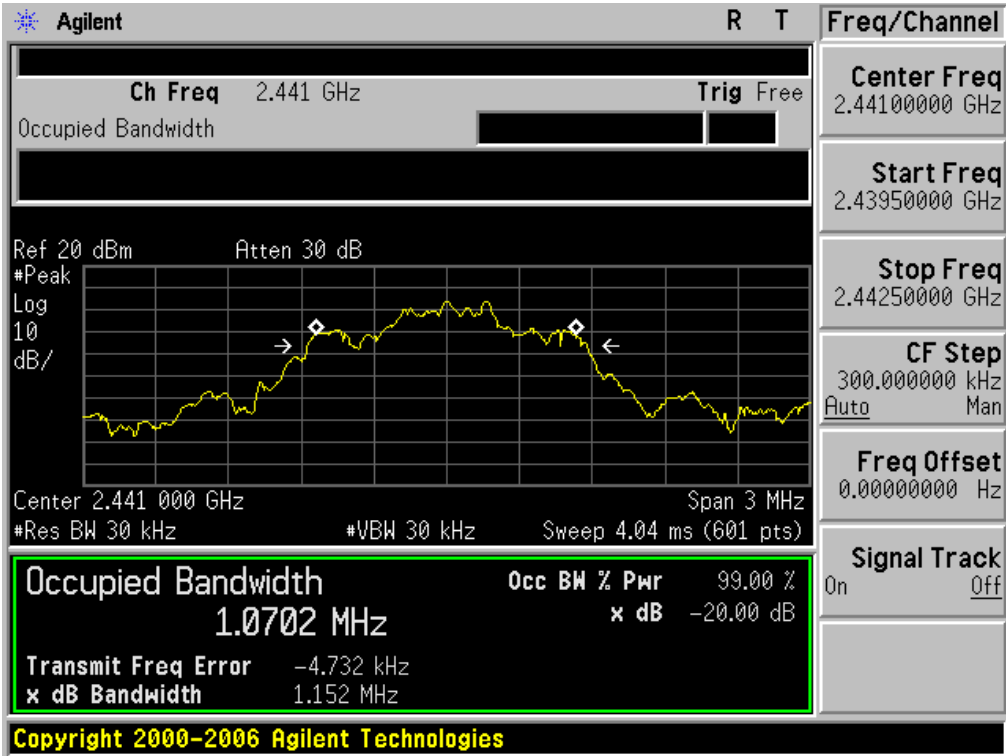 Agilent R T
Freq/Channel
Ch Freq 2.441 GHz Trig Free
Occupied Bandwidth
Center Freq
2.44100000 GHz
Start Freq
2.43950000 GHz
Stop Freq
2.44250000 GHz
CF Step
300.000000 kHz
Auto Man
Freq Offset
0.00000000 Hz
Signal Track
On Off
Ref 20 dBm Atten 30 dB
#Peak
Log
10
dB/
Center 2.441 000 GHz Span 3 MHz
#Res BW 30 kHz #VBW 30 kHz Sweep 4.04 ms (601 pts)
Occupied Bandwidth
1.0702 MHz
Occ BW % Pwr 99.00 %
x dB -20.00 dB
Transmit Freq Error -4.732 kHz
x dB Bandwidth 1.152 MHz
Copyright 2000-2006 Agilent Technologies